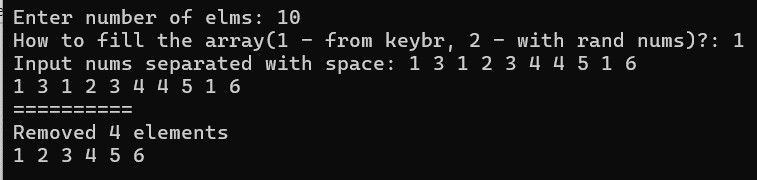 Enter number of elms: 10
How to fill the array(1 - from keybr, 2 - with rand nums)?: 1
Input nums separated with space: 1 3 1 2 3 4 4 5 1 6
1 3 1 2 3 4 4 5 1 6
==========
Removed 4 elements
1 2 3 4 5 6